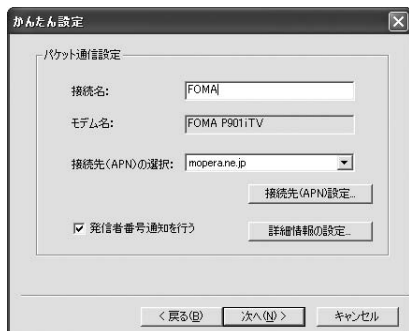 かんたん設定
パケット通信設定
接続名: FOMA
モデム名: FOMA P901iTV
接続先(APN)の選択: mopera.ne.jp
接続先(APN)設定...
発信者番号通知を行う 詳細情報の設定...
< 戻る(B) 次へ(N) > キャンセル